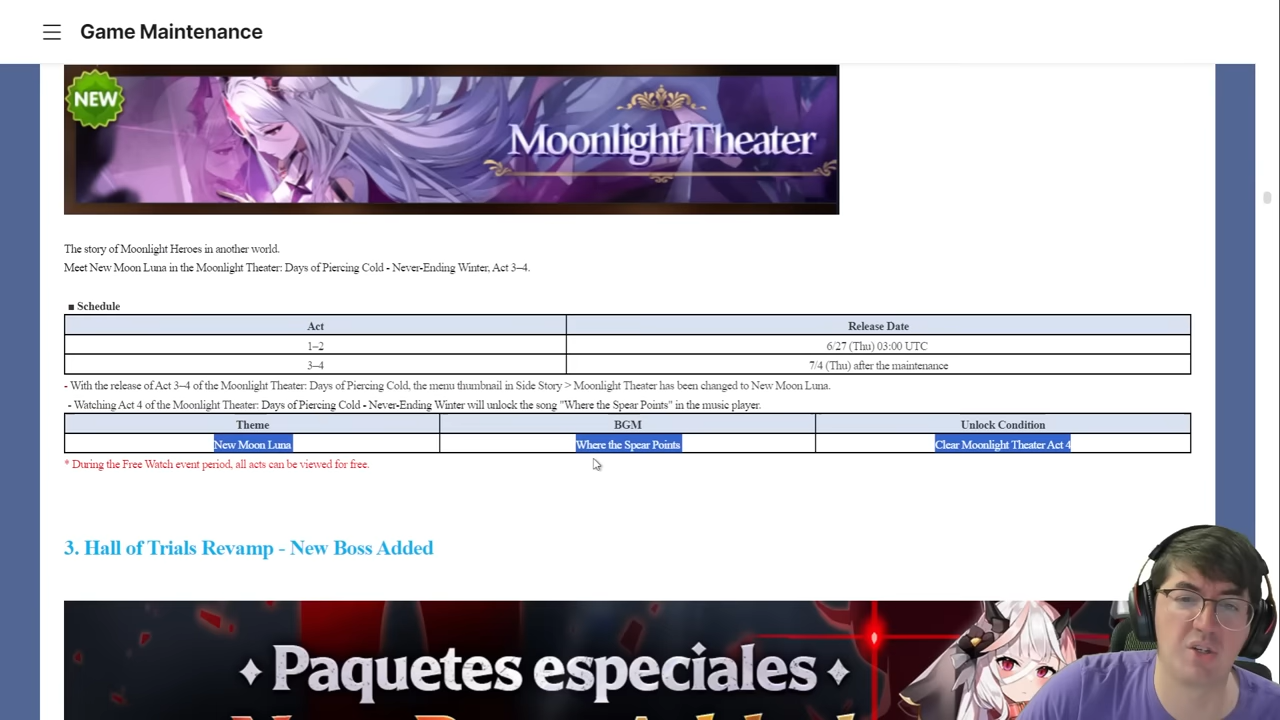 Game Maintenance
NEW
Moonlight Theater
The story of Moonlight Heroes in another world.
Meet New Moon Luna in the Moonlight Theater: Days of Piercing Cold - Never-Ending Winter, Act 3–4.
■ Schedule
Act Release Date
1–2 6/27 (Thu) 03:00 UTC
3–4 7/4 (Thu) after the maintenance
- With the release of Act 3–4 of the Moonlight Theater: Days of Piercing Cold, the menu thumbnail in Side Story > Moonlight Theater has been changed to New Moon Luna.
- Watching Act 4 of the Moonlight Theater: Days of Piercing Cold - Never-Ending Winter will unlock the song "Where the Spear Points" in the music player.
Theme BGM Unlock Condition
New Moon Luna Where the Spear Points Clear Moonlight Theater Act 4
* During the Free Watch event period, all acts can be viewed for free.
3. Hall of Trials Revamp - New Boss Added
Paquetes especiales